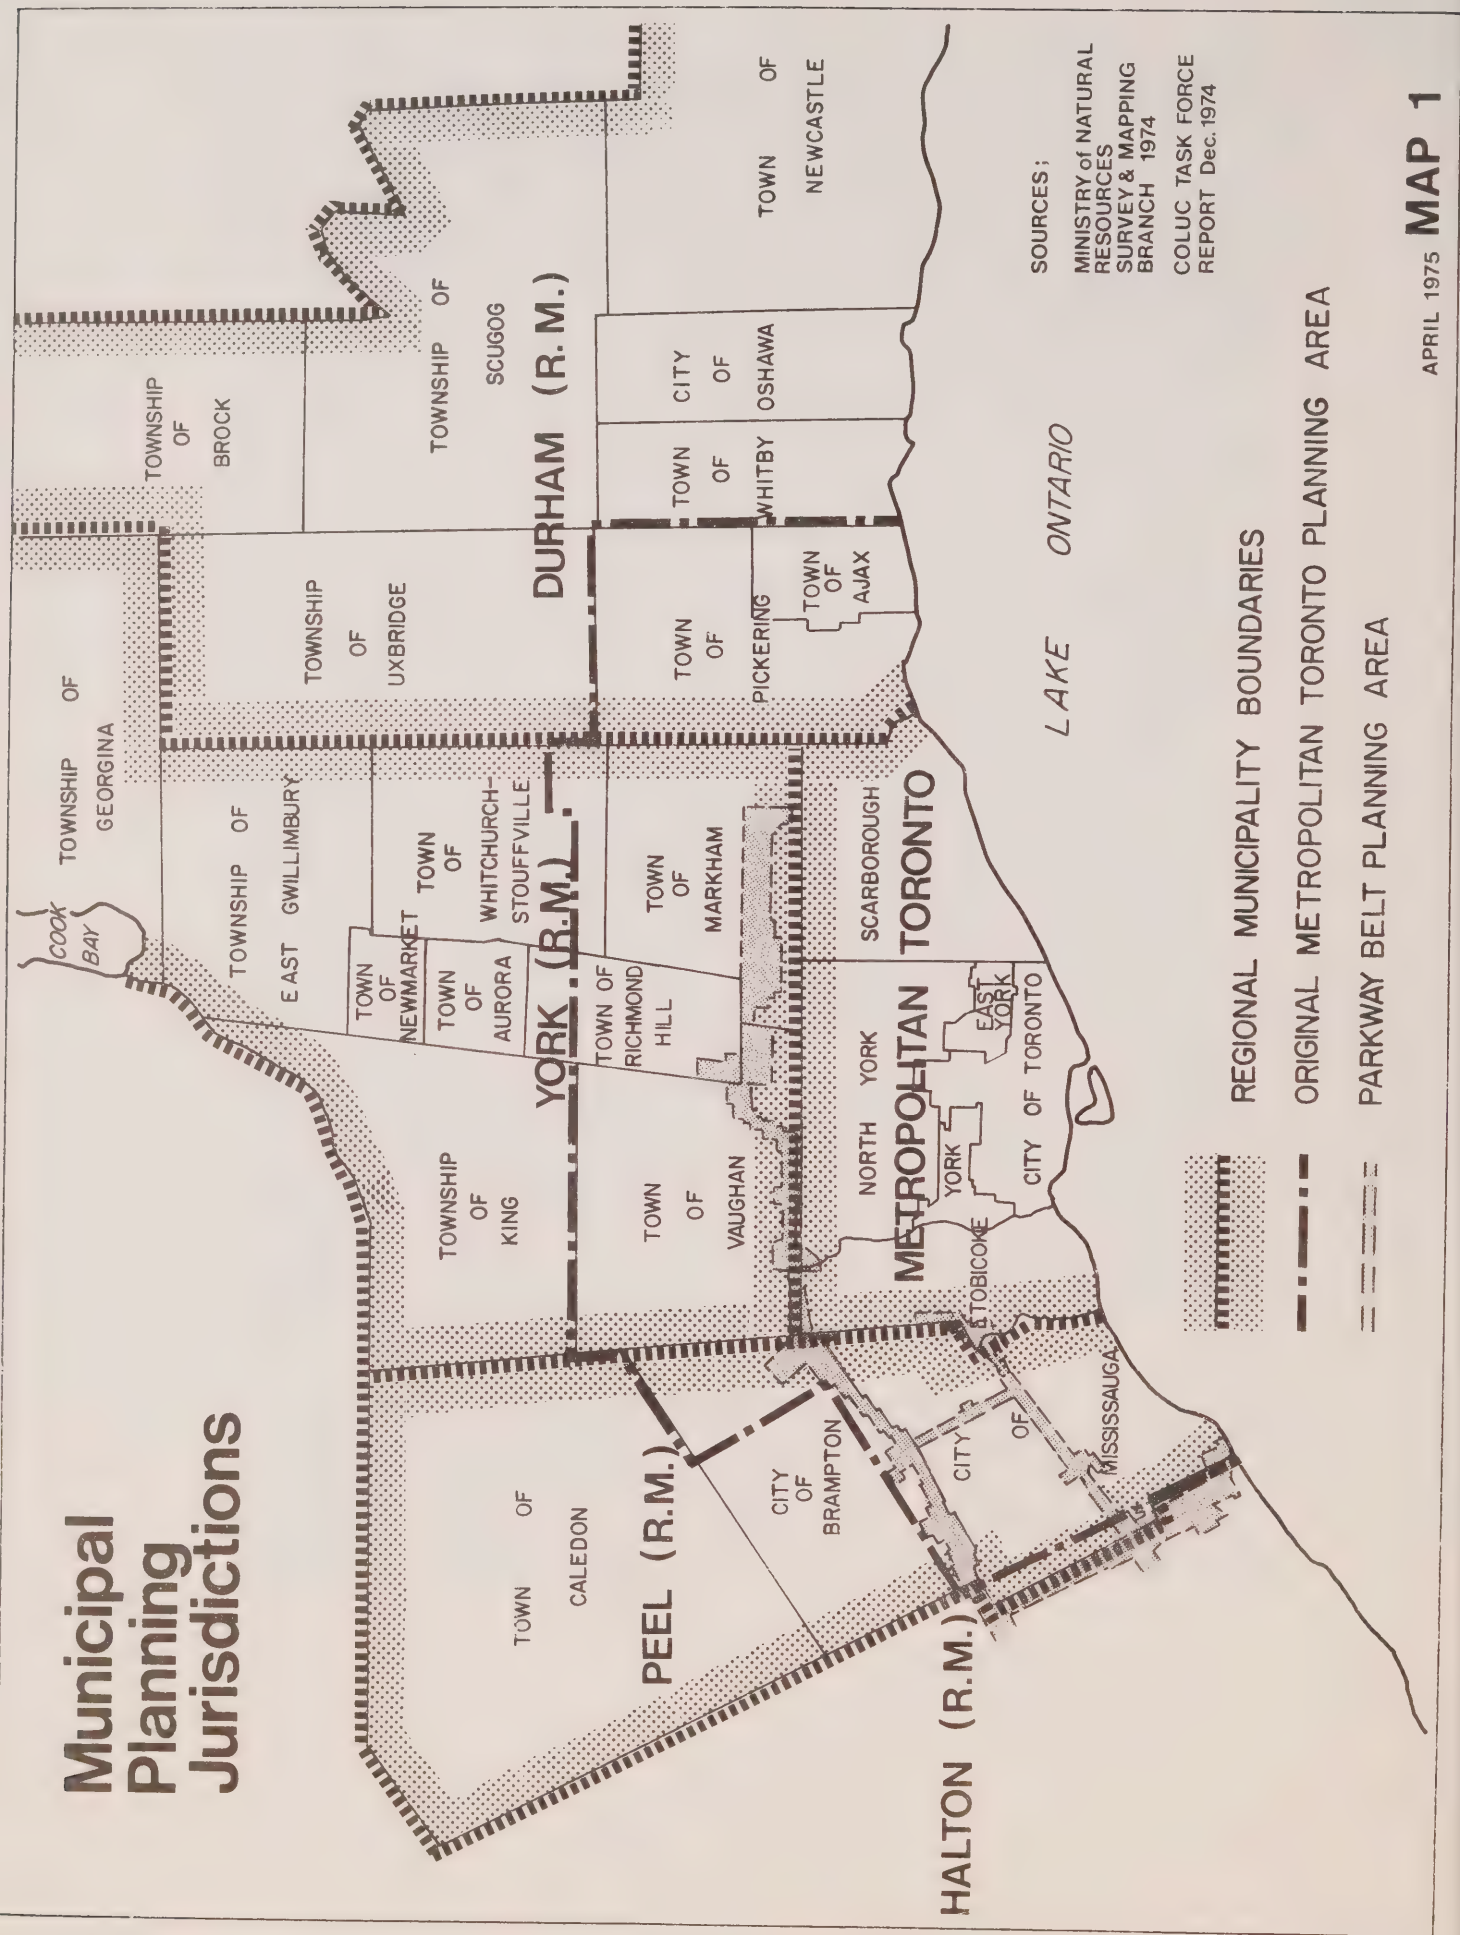 Municipal
Planning
Jurisdictions
COOK
BAY
TOWNSHIP OF
GEORGINA
TOWNSHIP
OF
BROCK
TOWNSHIP OF
EAST GWILLIMBURY
TOWNSHIP
OF
UXBRIDGE
TOWNSHIP OF
SCUGOG
TOWN
OF
NEWMARKET
TOWN
OF
AURORA
TOWN
OF
WHITCHURCH-
STOUFFVILLE
TOWNSHIP
OF
KING
YORK (R.M.)
DURHAM (R.M.)
TOWN OF
CALEDON
PEEL (R.M.)
TOWN
OF
VAUGHAN
TOWN OF
RICHMOND
HILL
TOWN
OF
MARKHAM
TOWN
OF
PICKERING
TOWN
OF
AJAX
TOWN
OF
WHITBY
CITY
OF
OSHAWA
TOWN OF
NEWCASTLE
CITY
OF
BRAMPTON
CITY
OF
MISSISSAUGA
HALTON (R.M.)
METROPOLITAN TORONTO
NORTH YORK
SCARBOROUGH
ETOBICOKE
YORK
EAST
YORK
CITY OF TORONTO
LAKE ONTARIO
SOURCES;
MINISTRY of NATURAL
RESOURCES
SURVEY & MAPPING
BRANCH 1974
COLUC TASK FORCE
REPORT Dec. 1974
REGIONAL MUNICIPALITY BOUNDARIES
ORIGINAL METROPOLITAN TORONTO PLANNING AREA
PARKWAY BELT PLANNING AREA
APRIL 1975 MAP 1